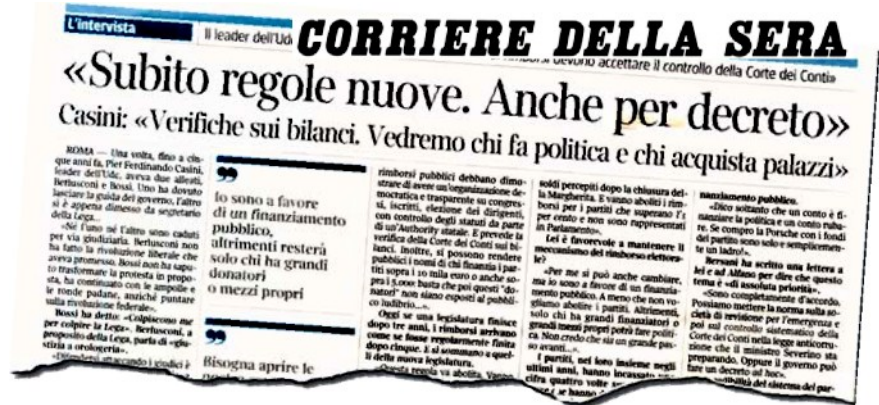 CORRIERE DELLA SERA
L'intervista
Il leader dell'Ud
devono accettare il controllo della Corte dei Conti»
«Subito regole nuove. Anche per decreto»
Casini: «Verifiche sui bilanci. Vedremo chi fa politica e chi acquista palazzi»
ROMA — Una volta, fino a cin-
que anni fa, Pier Ferdinando Casini,
leader dell'Udc, aveva due alleati,
Berlusconi e Bossi. Uno ha dovuto
lasciare la guida del governo, l'altro
si è appena dimesso da segretario
della Lega...
«Né l'uno né l'altro sono caduti
per via giudiziaria. Berlusconi non
ha fatto la rivoluzione liberale che
aveva promesso. Bossi non ha sapu-
to trasformare la protesta in propo-
sta, ha continuato con le ampolle e
le ronde padane, anziché puntare
sulla rivoluzione federale».
Bossi ha detto: «Colpiscono me
per colpire la Lega». Berlusconi, a
proposito della Lega, parla di «giu-
stizia a orologeria».
«Difendersi attaccando i giudici è
Io sono a favore
di un finanziamento
pubblico,
altrimenti resterà
solo chi ha grandi
donatori
o mezzi propri
Bisogna aprire le
rimborsi pubblici debbano dimo-
strare di avere un'organizzazione de-
mocratica e trasparente su congres-
si, iscritti, elezione dei dirigenti,
con controllo degli statuti da parte
di un'Authority statale. E prevede la
verifica della Corte dei Conti sui bi-
lanci. Inoltre, si possono rendere
pubblici i nomi di chi finanzia i par-
titi sopra i 10 mila euro o anche so-
pra i 5.000: basta che poi questi "do-
natori" non siano esposti al pubbli-
co ludibrio...».
Oggi se una legislatura finisce
dopo tre anni, i rimborsi arrivano
come se fosse regolarmente finita
dopo cinque. E si sommano a quel-
li della nuova legislatura.
«Questa regola va abolita. Vanno
soldi percepiti dopo la chiusura del-
la Margherita. E vanno aboliti i rim-
borsi per i partiti che superano l'1
per cento e non sono rappresentati
in Parlamento».
Lei è favorevole a mantenere il
meccanismo del rimborso elettora-
le?
«Per me si può anche cambiare,
ma io sono a favore di un finanzia-
mento pubblico. A meno che non vo-
gliamo abolire i partiti. Altrimenti,
solo chi ha grandi finanziatori o
grandi mezzi propri potrà fare politi-
ca. Non credo che sia un grande pas-
so avanti...».
I partiti, nel loro insieme negli
ultimi anni, hanno incassato una
cifra quattro volte
nanziamento pubblico.
«Dico soltanto che un conto è fi-
nanziare la politica e un conto ruba-
re. Se compro la Porsche con i fondi
del partito sono solo e semplicemen-
te un ladro!».
Bersani ha scritto una lettera a
lei e ad Alfano per dire che questo
tema è «di assoluta priorità».
«Sono completamente d'accordo.
Possiamo mettere la norma sulla so-
cietà di revisione per l'emergenza e
poi sul controllo sistematico della
Corte dei Conti nella legge anticorru-
zione che il ministro Severino sta
preparando. Oppure il governo può
fare un decreto ad hoc».
del sistema dei par-